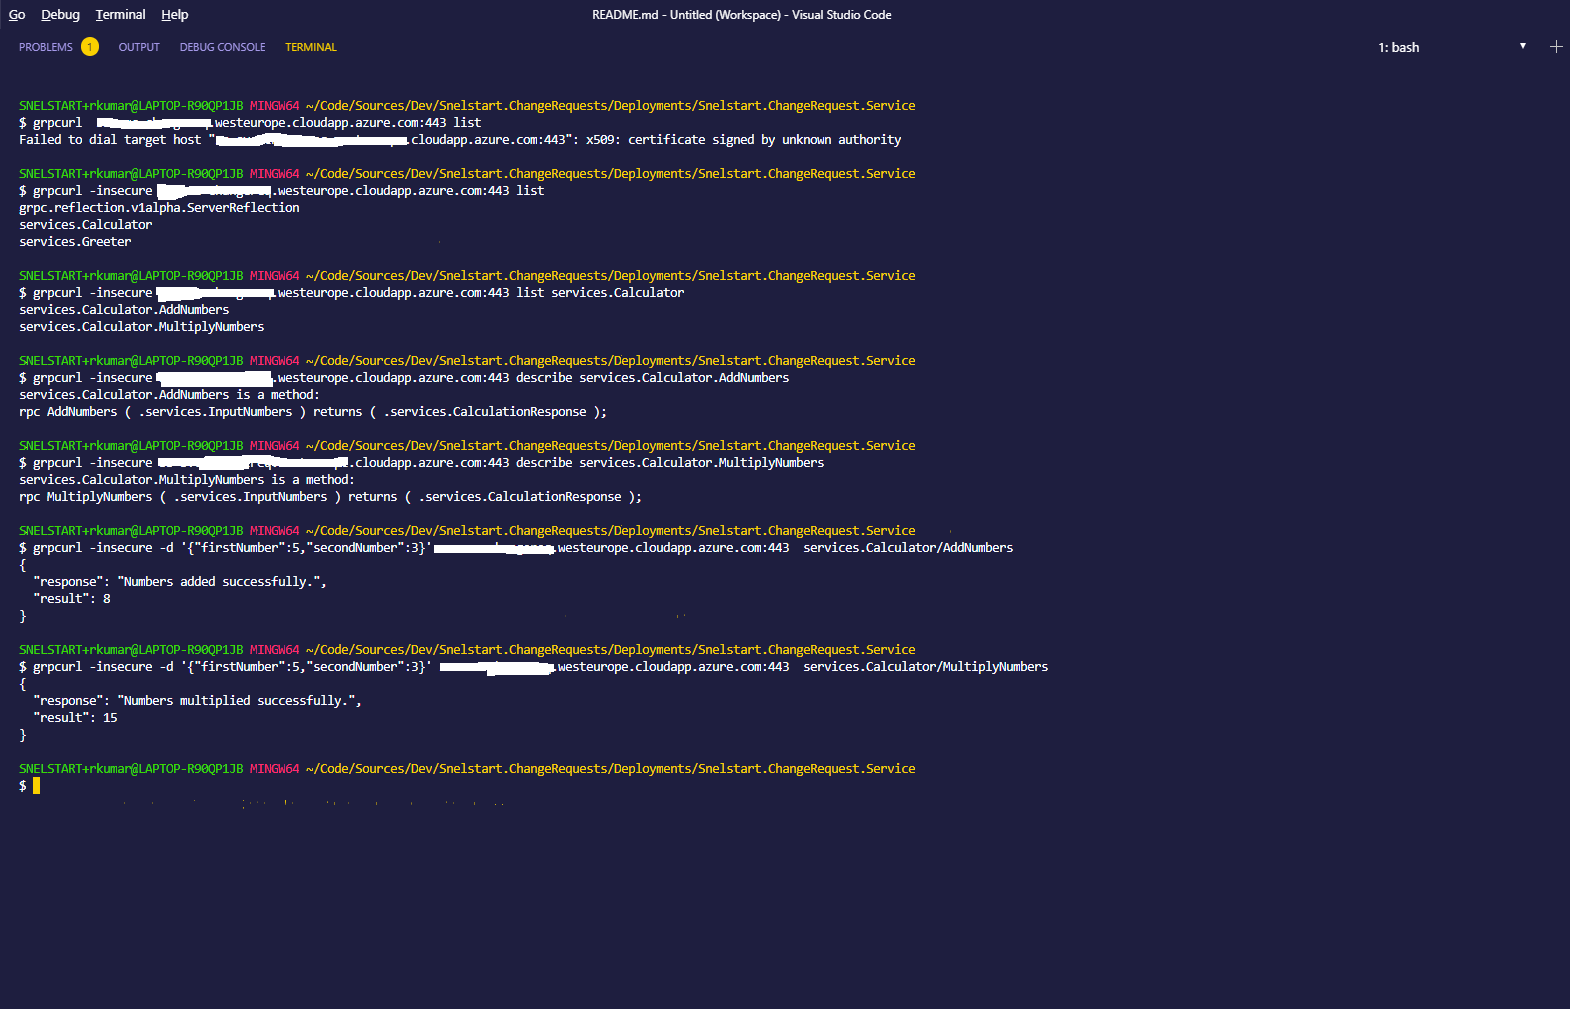 Go Debug Terminal Help README.md - Untitled (Workspace) - Visual Studio Code
PROBLEMS 1 OUTPUT DEBUG CONSOLE TERMINAL 1: bash
SNELSTART+rkumar@LAPTOP-R90QP1JB MINGW64 ~/Code/Sources/Dev/Snelstart.ChangeRequests/Deployments/Snelstart.ChangeRequest.Service
$ grpcurl .westeurope.cloudapp.azure.com:443 list
Failed to dial target host " .cloudapp.azure.com:443": x509: certificate signed by unknown authority
SNELSTART+rkumar@LAPTOP-R90QP1JB MINGW64 ~/Code/Sources/Dev/Snelstart.ChangeRequests/Deployments/Snelstart.ChangeRequest.Service
$ grpcurl -insecure .westeurope.cloudapp.azure.com:443 list
grpc.reflection.v1alpha.ServerReflection
services.Calculator
services.Greeter
SNELSTART+rkumar@LAPTOP-R90QP1JB MINGW64 ~/Code/Sources/Dev/Snelstart.ChangeRequests/Deployments/Snelstart.ChangeRequest.Service
$ grpcurl -insecure .westeurope.cloudapp.azure.com:443 list services.Calculator
services.Calculator.AddNumbers
services.Calculator.MultiplyNumbers
SNELSTART+rkumar@LAPTOP-R90QP1JB MINGW64 ~/Code/Sources/Dev/Snelstart.ChangeRequests/Deployments/Snelstart.ChangeRequest.Service
$ grpcurl -insecure .westeurope.cloudapp.azure.com:443 describe services.Calculator.AddNumbers
services.Calculator.AddNumbers is a method:
rpc AddNumbers ( .services.InputNumbers ) returns ( .services.CalculationResponse );
SNELSTART+rkumar@LAPTOP-R90QP1JB MINGW64 ~/Code/Sources/Dev/Snelstart.ChangeRequests/Deployments/Snelstart.ChangeRequest.Service
$ grpcurl -insecure .cloudapp.azure.com:443 describe services.Calculator.MultiplyNumbers
services.Calculator.MultiplyNumbers is a method:
rpc MultiplyNumbers ( .services.InputNumbers ) returns ( .services.CalculationResponse );
SNELSTART+rkumar@LAPTOP-R90QP1JB MINGW64 ~/Code/Sources/Dev/Snelstart.ChangeRequests/Deployments/Snelstart.ChangeRequest.Service
$ grpcurl -insecure -d '{"firstNumber":5,"secondNumber":3}' .westeurope.cloudapp.azure.com:443 services.Calculator/AddNumbers
{
"response": "Numbers added successfully.",
"result": 8
}
SNELSTART+rkumar@LAPTOP-R90QP1JB MINGW64 ~/Code/Sources/Dev/Snelstart.ChangeRequests/Deployments/Snelstart.ChangeRequest.Service
$ grpcurl -insecure -d '{"firstNumber":5,"secondNumber":3}' .westeurope.cloudapp.azure.com:443 services.Calculator/MultiplyNumbers
{
"response": "Numbers multiplied successfully.",
"result": 15
}
SNELSTART+rkumar@LAPTOP-R90QP1JB MINGW64 ~/Code/Sources/Dev/Snelstart.ChangeRequests/Deployments/Snelstart.ChangeRequest.Service
$